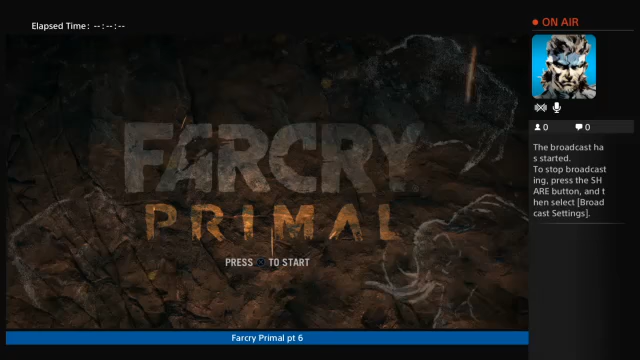 Elapsed Time: --:--:--
ON AIR
FARCRY
PRIMAL
PRESS TO START
0 0
The broadcast ha
s started.
To stop broadcast
ing, press the SH
ARE button, and t
hen select [Broad
cast Settings].
Farcry Primal pt 6